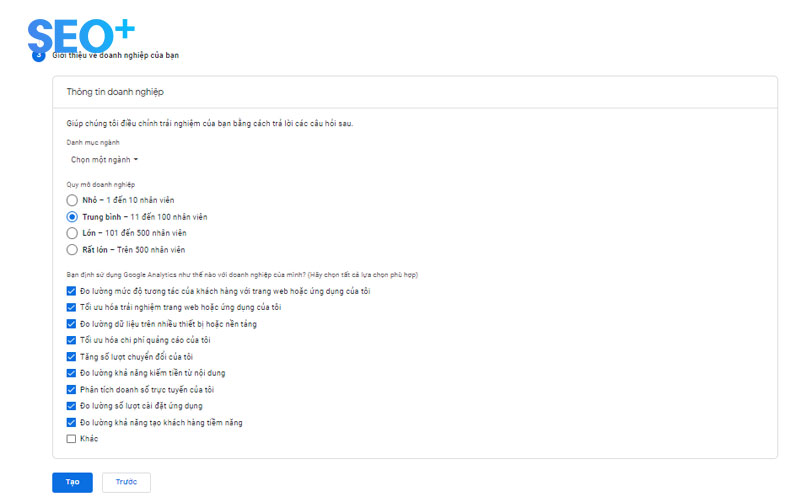 SEO+
3 Giới thiệu về doanh nghiệp của bạn
Thông tin doanh nghiệp
Giúp chúng tôi điều chỉnh trải nghiệm của bạn bằng cách trả lời các câu hỏi sau.
Danh mục ngành
Chọn một ngành
Quy mô doanh nghiệp
Nhỏ – 1 đến 10 nhân viên
Trung bình – 11 đến 100 nhân viên
Lớn – 101 đến 500 nhân viên
Rất lớn – Trên 500 nhân viên
Bạn định sử dụng Google Analytics như thế nào với doanh nghiệp của mình? (Hãy chọn tất cả lựa chọn phù hợp)
Đo lường mức độ tương tác của khách hàng với trang web hoặc ứng dụng của tôi
Tối ưu hóa trải nghiệm trang web hoặc ứng dụng của tôi
Đo lường dữ liệu trên nhiều thiết bị hoặc nền tảng
Tối ưu hóa chi phí quảng cáo của tôi
Tăng số lượt chuyển đổi của tôi
Đo lường khả năng kiếm tiền từ nội dung
Phân tích doanh số trực tuyến của tôi
Đo lường số lượt cài đặt ứng dụng
Đo lường khả năng tạo khách hàng tiềm năng
Khác
Tạo
Trước